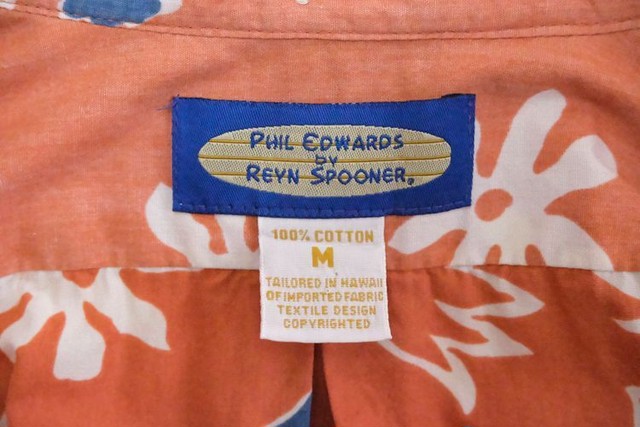 PHIL EDWARDS
BY
REYN SPOONER.
100% COTTON
M
TAILORED IN HAWAII
OF IMPORTED FABRIC
TEXTILE DESIGN
COPYRIGHTED